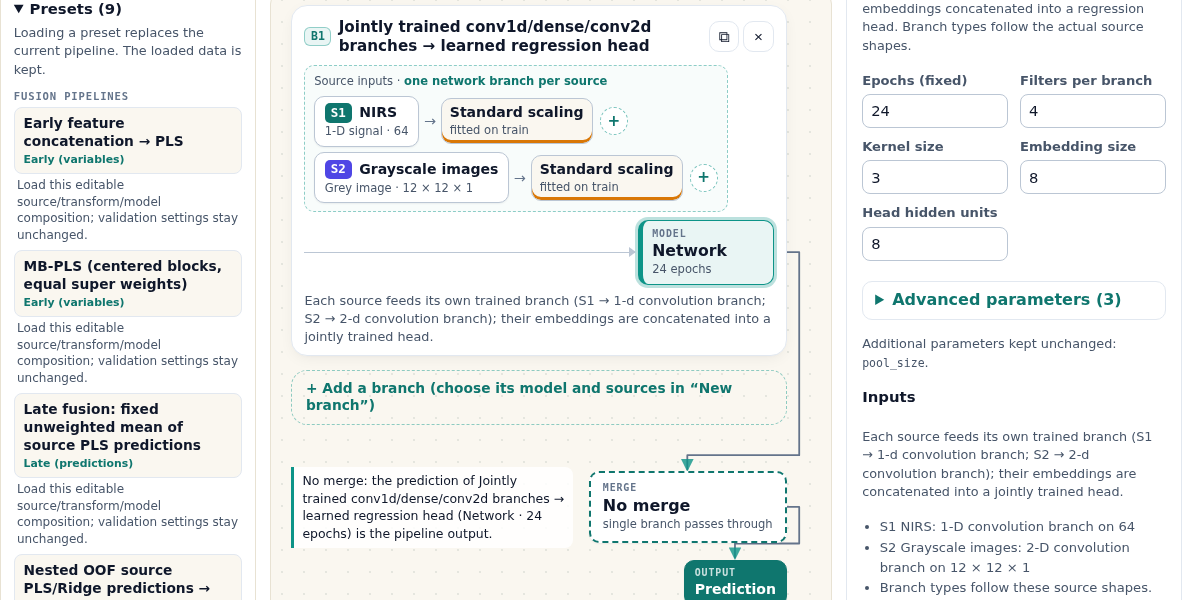 ▼ Presets (9)
Loading a preset replaces the
current pipeline. The loaded data is
kept.
FUSION PIPELINES
Early feature
concatenation → PLS
Early (variables)
Load this editable
source/transform/model
composition; validation settings stay
unchanged.
MB-PLS (centered blocks,
equal super weights)
Early (variables)
Load this editable
source/transform/model
composition; validation settings stay
unchanged.
Late fusion: fixed
unweighted mean of
source PLS predictions
Late (predictions)
Load this editable
source/transform/model
composition; validation settings stay
unchanged.
Nested OOF source
PLS/Ridge predictions →
B1 Jointly trained conv1d/dense/conv2d
branches → learned regression head
Source inputs · one network branch per source
S1 NIRS
1-D signal · 64
→
Standard scaling
fitted on train
+
S2 Grayscale images
Grey image · 12 × 12 × 1
→
Standard scaling
fitted on train
+
MODEL
Network
24 epochs
Each source feeds its own trained branch (S1 → 1-d convolution branch;
S2 → 2-d convolution branch); their embeddings are concatenated into a
jointly trained head.
+ Add a branch (choose its model and sources in “New
branch”)
No merge: the prediction of Jointly
trained conv1d/dense/conv2d branches →
learned regression head (Network · 24
epochs) is the pipeline output.
MERGE
No merge
single branch passes through
OUTPUT
Prediction
embeddings concatenated into a regression
head. Branch types follow the actual source
shapes.
Epochs (fixed)
24
Filters per branch
4
Kernel size
3
Embedding size
8
Head hidden units
8
▶ Advanced parameters (3)
Additional parameters kept unchanged:
pool_size.
Inputs
Each source feeds its own trained branch (S1
→ 1-d convolution branch; S2 → 2-d
convolution branch); their embeddings are
concatenated into a jointly trained head.
• S1 NIRS: 1-D convolution branch on 64
• S2 Grayscale images: 2-D convolution
branch on 12 × 12 × 1
• Branch types follow these source shapes.